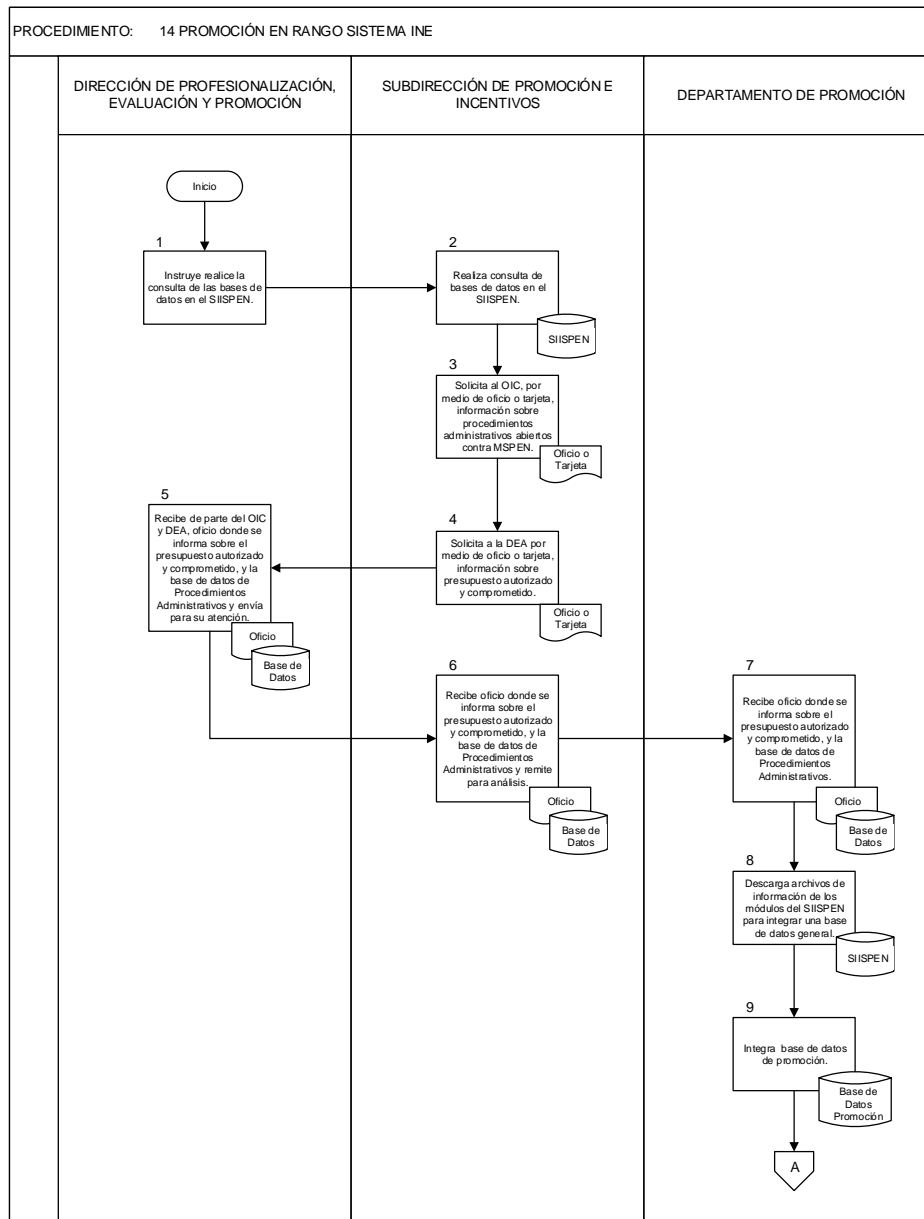 PROCEDIMIENTO: 14 PROMOCIÓN EN RANGO SISTEMA INE
DIRECCIÓN DE PROFESIONALIZACIÓN,
EVALUACIÓN Y PROMOCIÓN
SUBDIRECCIÓN DE PROMOCIÓN E
INCENTIVOS
DEPARTAMENTO DE PROMOCIÓN
Inicio
1
Instruye realice la
consulta de las bases de
datos en el SIISPEN.
2
Realiza consulta de
bases de datos en el
SIISPEN.
SIISPEN
3
Solicita al OIC, por
medio de oficio o tarjeta,
información sobre
procedimientos
administrativos abiertos
contra MSPEN.
Oficio o
Tarjeta
4
Solicita a la DEA por
medio de oficio o tarjeta,
información sobre
presupuesto autorizado
y comprometido.
Oficio o
Tarjeta
5
Recibe de parte del OIC
y DEA, oficio donde se
informa sobre el
presupuesto autorizado
y comprometido, y la
base de datos de
Procedimientos
Administrativos y envía
para su atención.
Oficio
Base de
Datos
6
Recibe oficio donde se
informa sobre el
presupuesto autorizado
y comprometido, y la
base de datos de
Procedimientos
Administrativos y remite
para análisis.
Oficio
Base de
Datos
7
Recibe oficio donde se
informa sobre el
presupuesto autorizado
y comprometido, y la
base de datos de
Procedimientos
Administrativos.
Oficio
Base de
Datos
8
Descarga archivos de
información de los
módulos del SIISPEN
para integrar una base
de datos general.
SIISPEN
9
Integra base de datos
de promoción.
Base de
Datos
Promoción
A